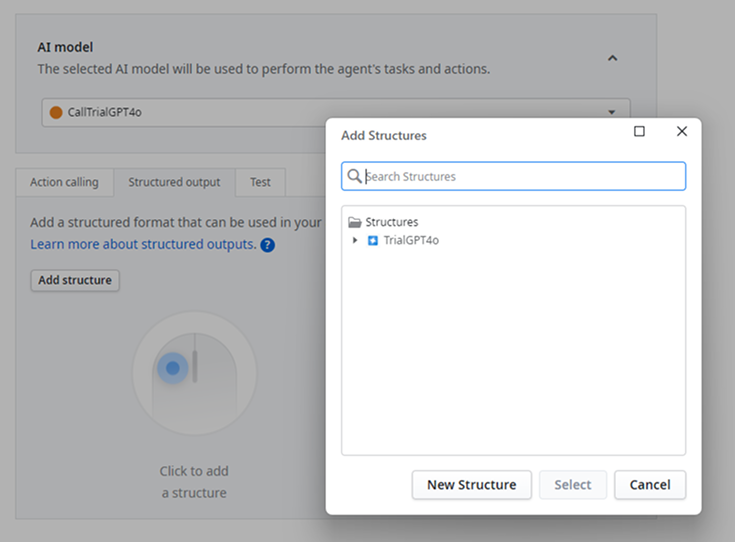 AI model
The selected AI model will be used to perform the agent's tasks and actions.
CallTrialGPT4o
Action calling
Structured output
Test
Add a structured format that can be used in your
Learn more about structured outputs. ?
Add structure
Click to add
a structure
Add Structures
Search Structures
Structures
TrialGPT4o
New Structure
Select
Cancel